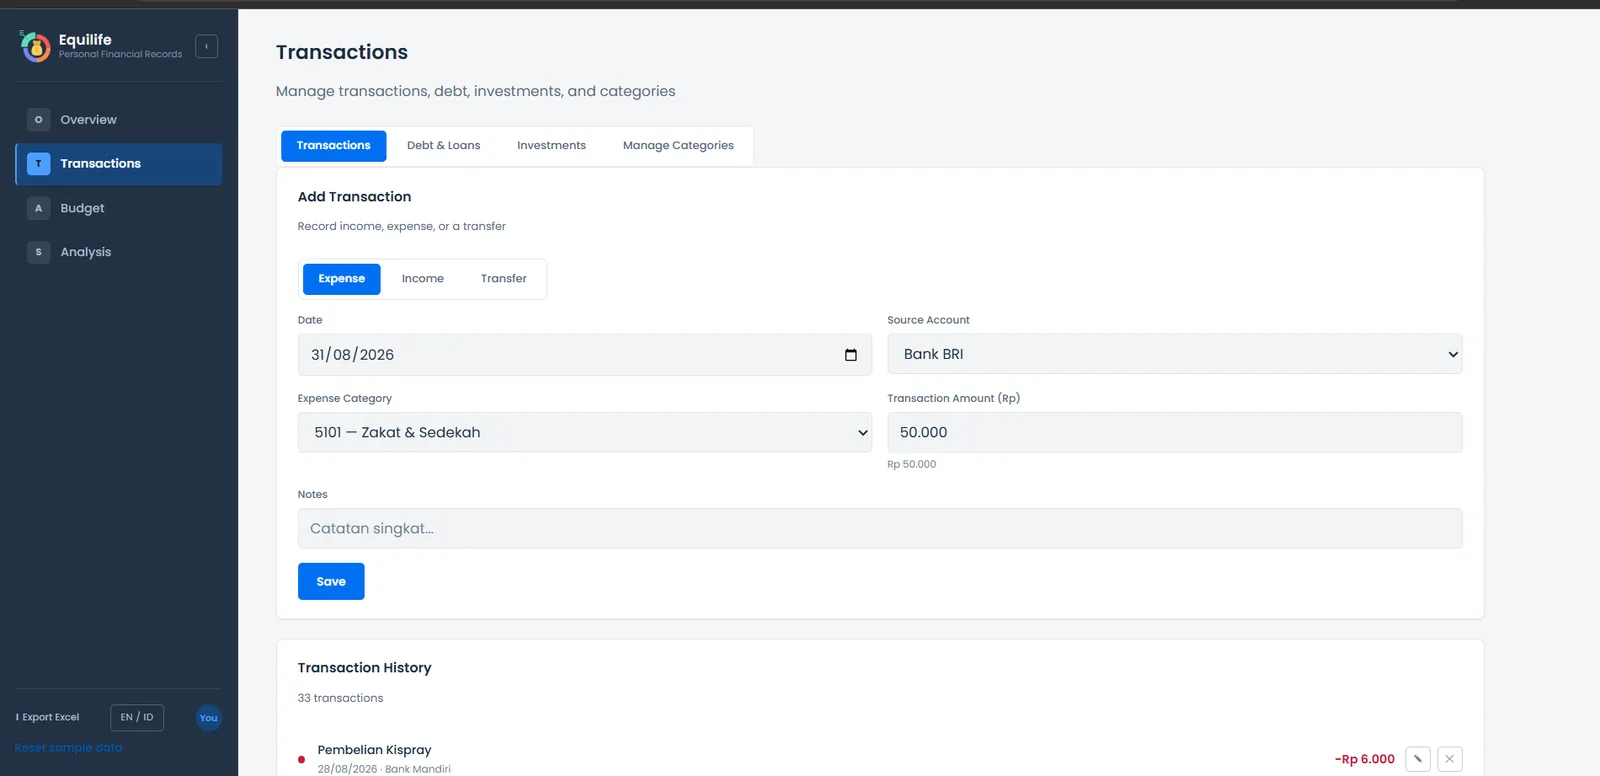 Equilife
Personal Financial Records
‹
O Overview
T Transactions
A Budget
S Analysis
Export Excel
EN / ID
You
Reset sample data
Transactions
Manage transactions, debt, investments, and categories
Transactions Debt & Loans Investments Manage Categories
Add Transaction
Record income, expense, or a transfer
Expense Income Transfer
Date
31/08/2026
Source Account
Bank BRI
Expense Category
5101 — Zakat & Sedekah
Transaction Amount (Rp)
50.000
Rp 50.000
Notes
Catatan singkat...
Save
Transaction History
33 transactions
Pembelian Kispray
28/08/2026 · Bank Mandiri
-Rp 6.000